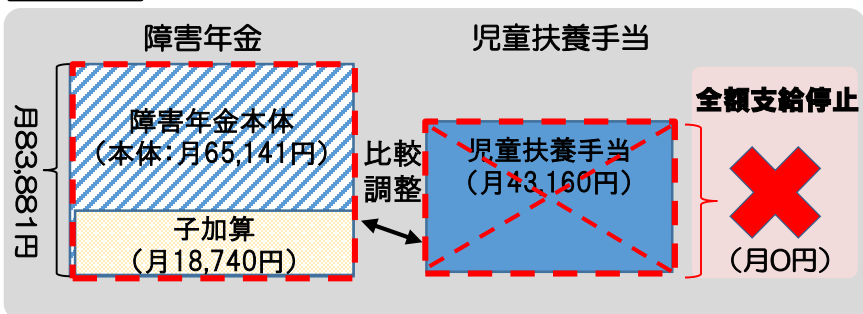 障害年金
児童扶養手当
月83,881円
障害年金本体
(本体:月65,141円)
子加算
(月18,740円)
比較
調整
児童扶養手当
(月43,160円)
全額支給停止
(月0円)